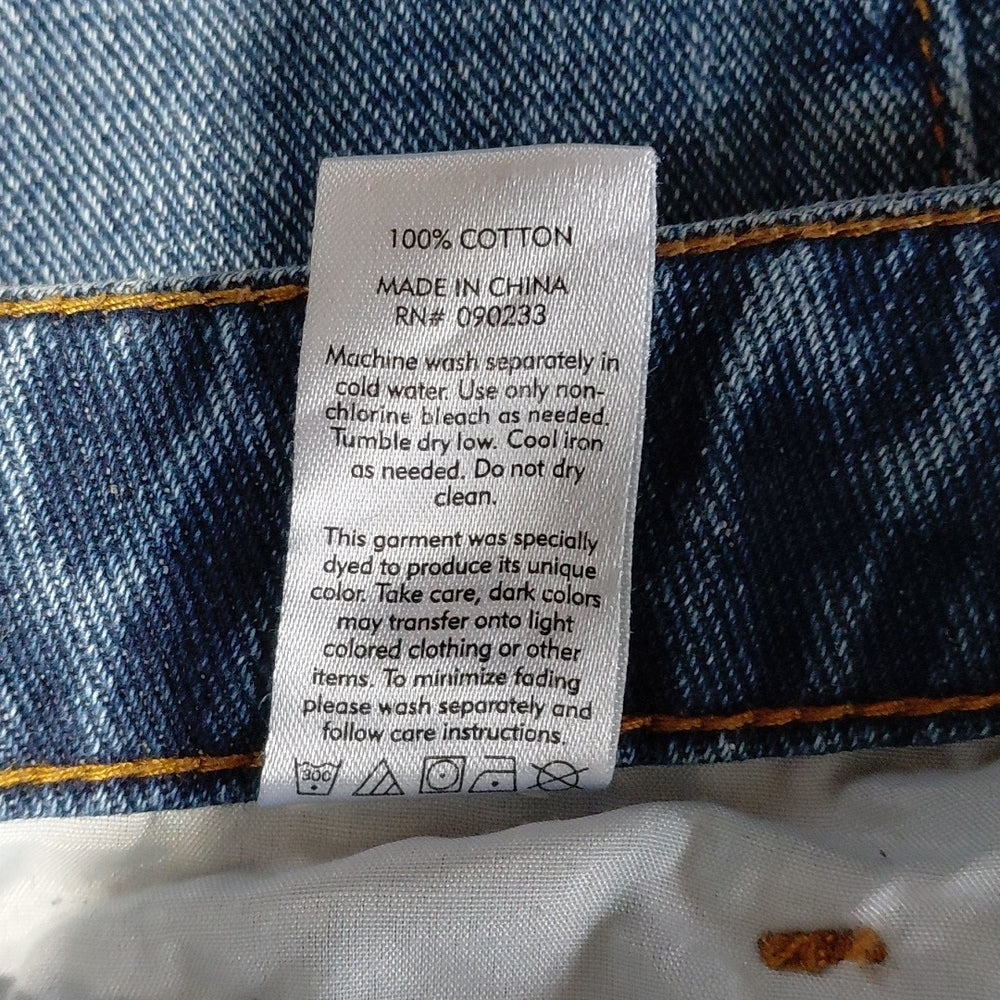 100% COTTON
MADE IN CHINA
RN# 090233
Machine wash separately in
cold water. Use only non-
chlorine bleach as needed.
Tumble dry low. Cool iron
as needed. Do not dry
clean.
This garment was specially
dyed to produce its unique
color. Take care, dark colors
may transfer onto light
colored clothing or other
items. To minimize fading
please wash separately and
follow care instructions.
30C